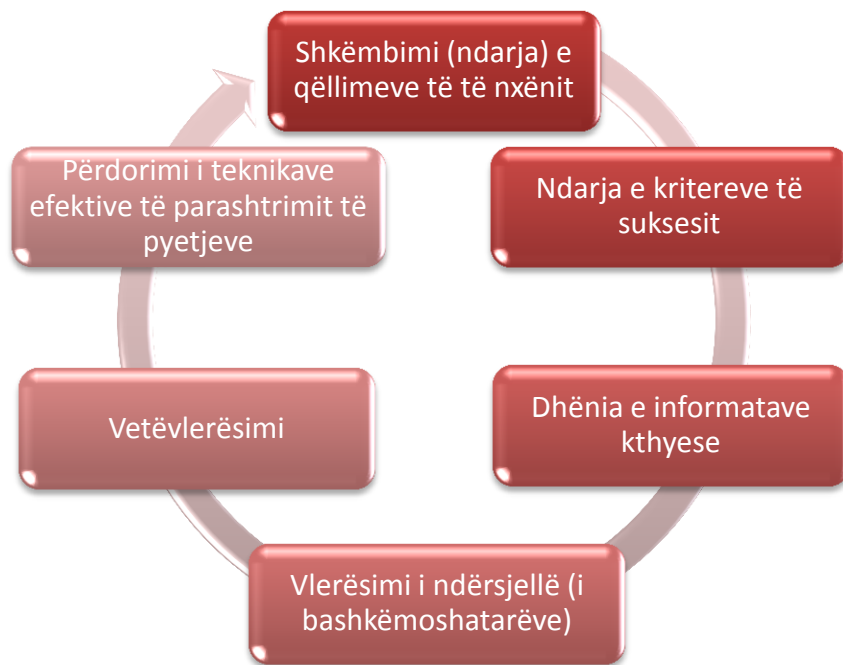 Shkëmbimi (ndarja) e
qëllimeve të të nxënit
Ndarja e kritereve të
suksesit
Dhënia e informatave
kthyese
Vlerësimi i ndërsjellë (i
bashkëmoshatarëve)
Vetëvlerësimi
Përdorimi i teknikave
efektive të parashtrimit të
pyetjeve